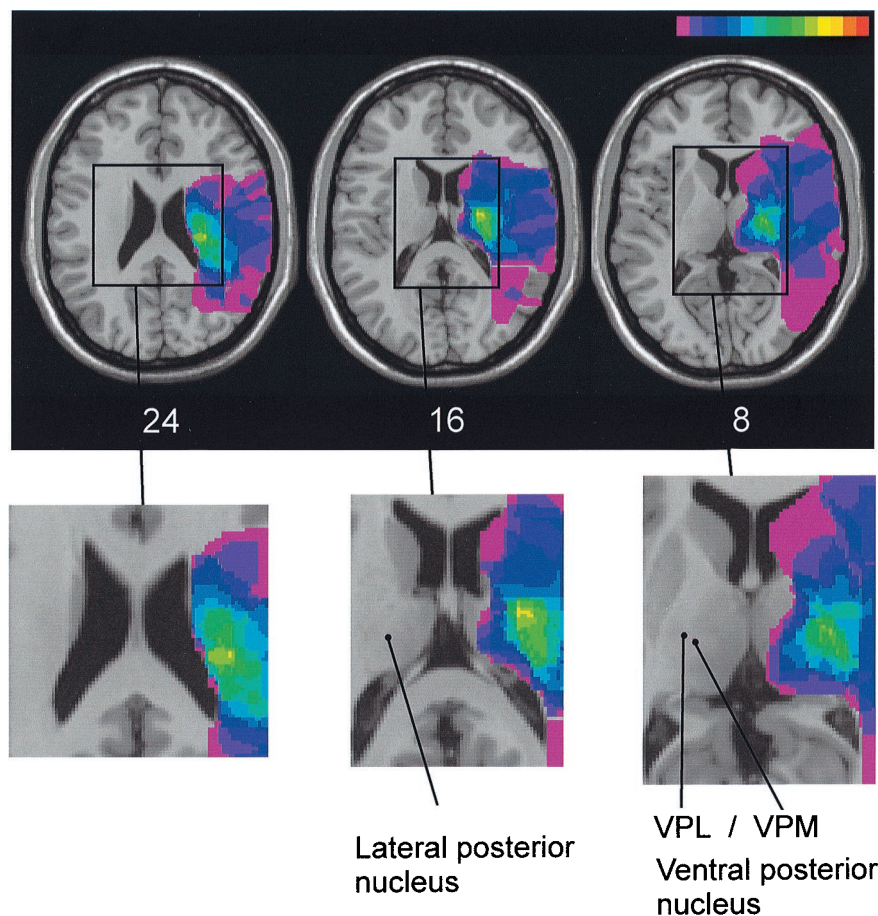 24 16 8
Lateral posterior
nucleus
VPL / VPM
Ventral posterior
nucleus